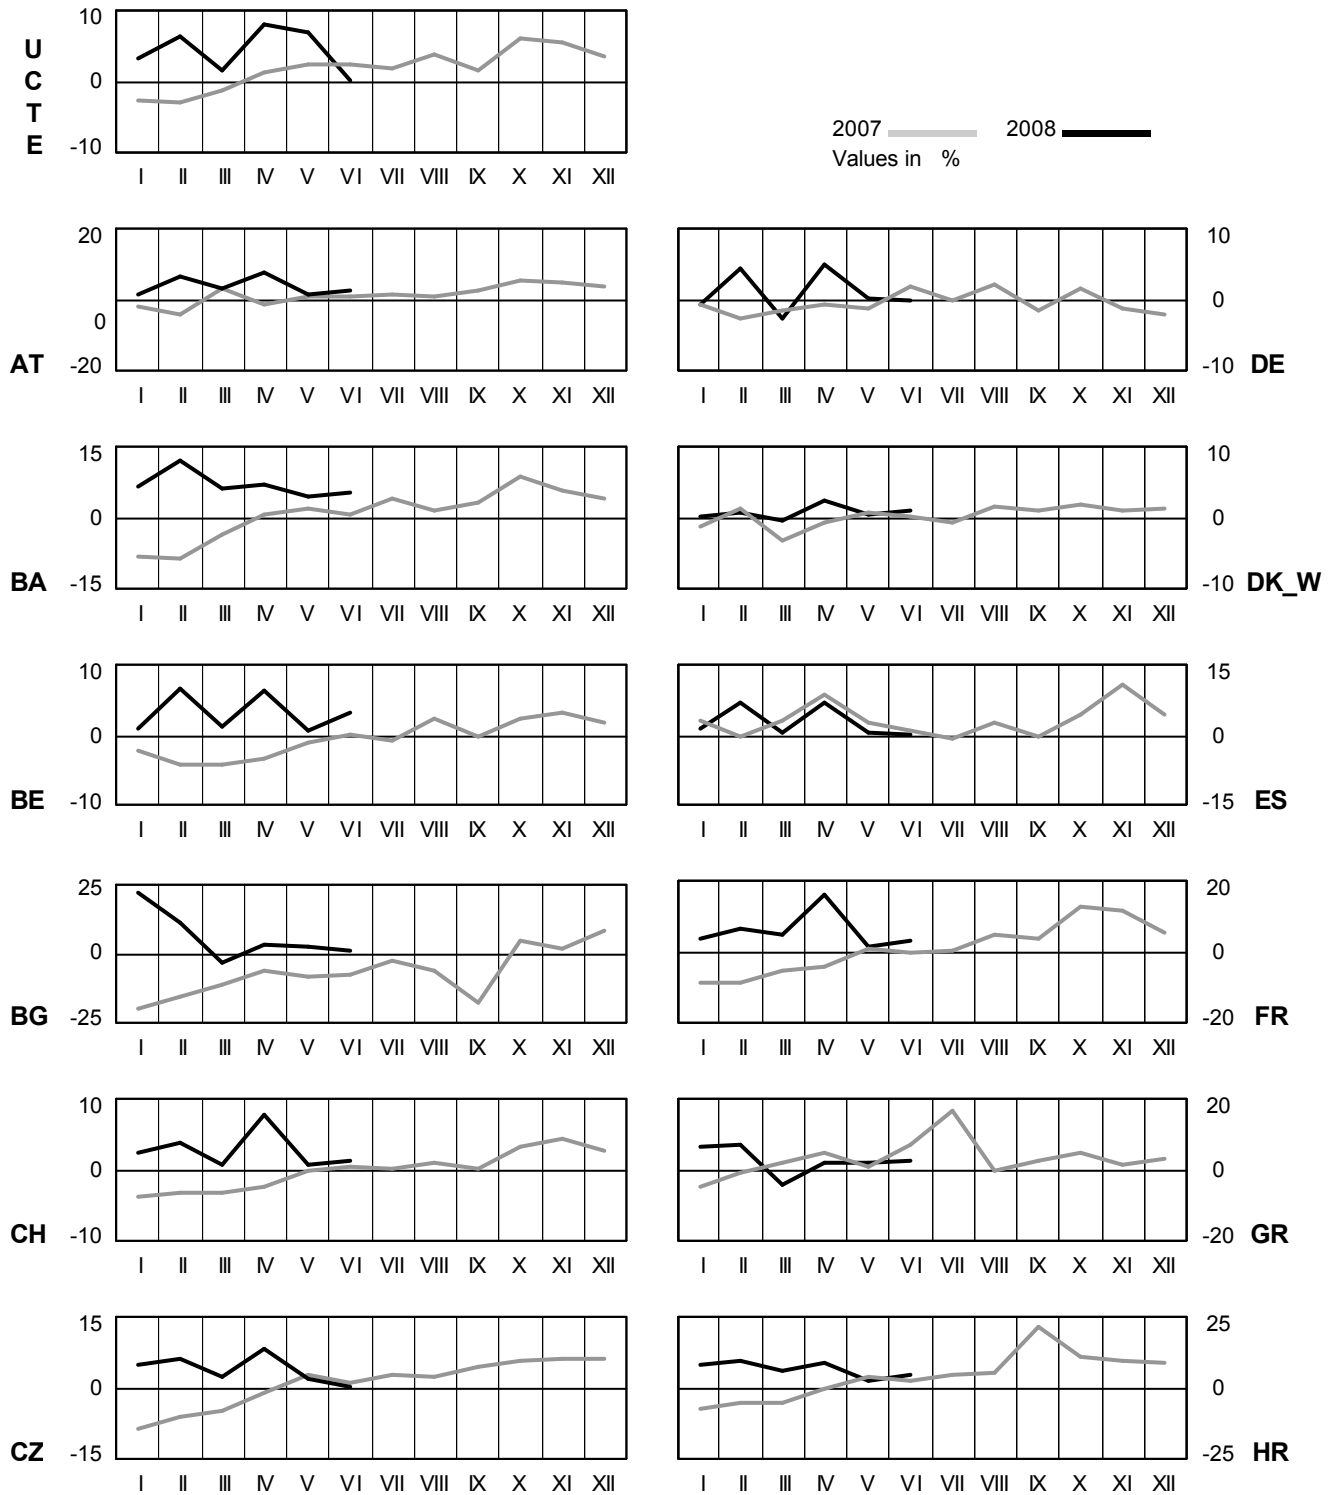 10
U
C
T
E
0
-10
I II III IV V VI VII VIII IX X XI XII
2007 2008
Values in %
20
0
-20
AT
I II III IV V VI VII VIII IX X XI XII
10
0
-10
DE
I II III IV V VI VII VIII IX X XI XII
15
0
-15
BA
I II III IV V VI VII VIII IX X XI XII
10
0
-10
DK_W
I II III IV V VI VII VIII IX X XI XII
10
0
-10
BE
I II III IV V VI VII VIII IX X XI XII
15
0
-15
ES
I II III IV V VI VII VIII IX X XI XII
25
0
-25
BG
I II III IV V VI VII VIII IX X XI XII
20
0
-20
FR
I II III IV V VI VII VIII IX X XI XII
10
0
-10
CH
I II III IV V VI VII VIII IX X XI XII
20
0
-20
GR
I II III IV V VI VII VIII IX X XI XII
15
0
-15
CZ
I II III IV V VI VII VIII IX X XI XII
25
0
-25
HR
I II III IV V VI VII VIII IX X XI XII